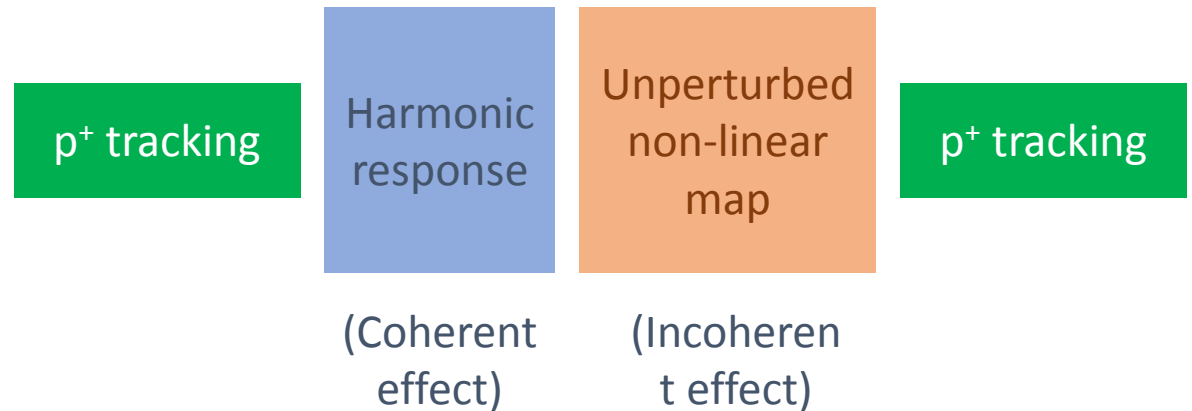 p⁺ tracking
Harmonic
response
Unperturbed
non-linear
map
p⁺ tracking
(Coherent
effect)
(Incoheren
t effect)